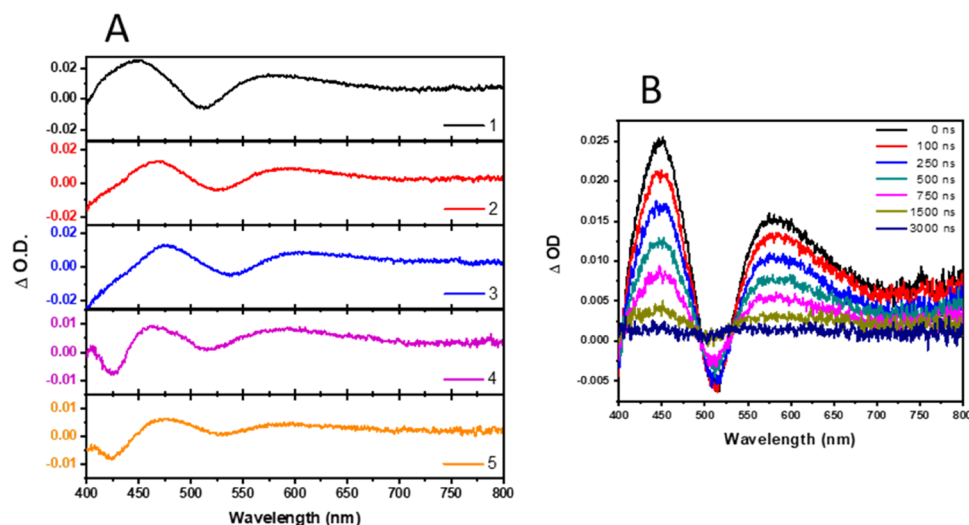 A
0.02
0.00
-0.02
1
0.02
0.00
-0.02
2
0.02
0.00
-0.02
3
0.01
0.00
-0.01
4
0.01
0.00
-0.01
5
Δ O.D.
400 450 500 550 600 650 700 750 800
Wavelength (nm)
B
0.025
0.020
0.015
0.010
0.005
0.000
-0.005
Δ OD
0 ns
100 ns
250 ns
500 ns
750 ns
1500 ns
3000 ns
400 450 500 550 600 650 700 750 800
Wavelength (nm)